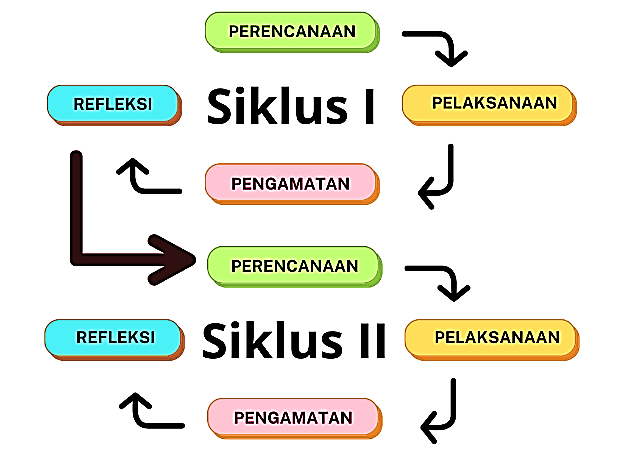 PERENCANAAN
REFLEKSI
Siklus I
PELAKSANAAN
PENGAMATAN
PERENCANAAN
REFLEKSI
Siklus II
PELAKSANAAN
PENGAMATAN